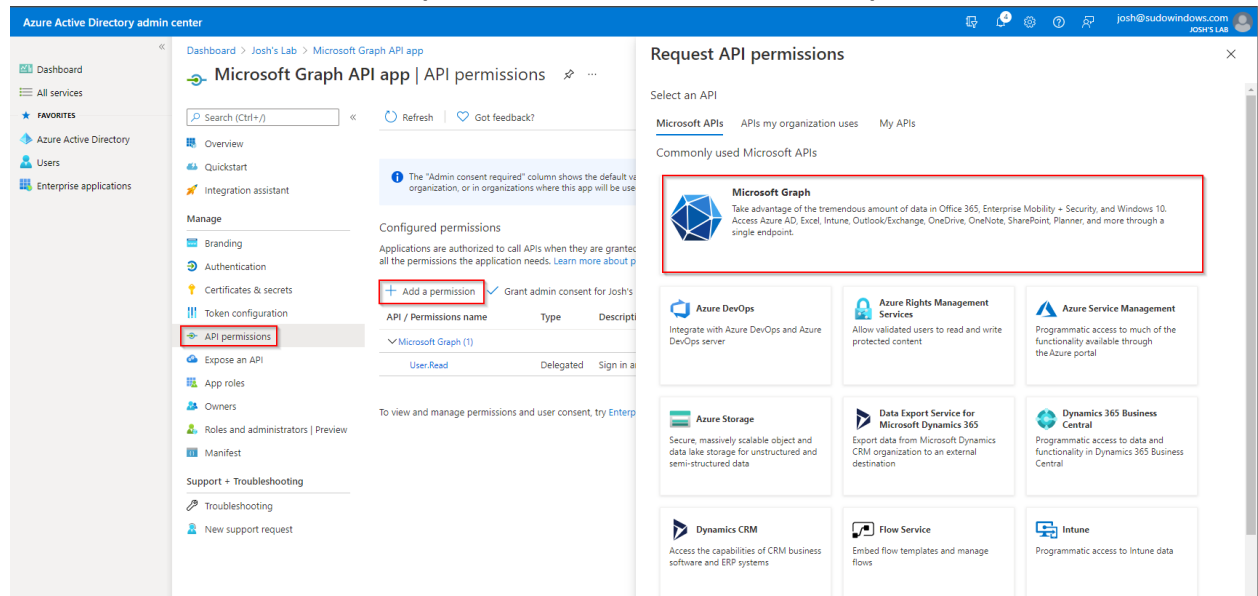 Azure Active Directory admin center
4
josh@sudowindows.com
JOSH'S LAB
«
Dashboard
All services
FAVORITES
Azure Active Directory
Users
Enterprise applications
Dashboard > Josh's Lab > Microsoft Graph API app
Microsoft Graph API app | API permissions
...
Search (Ctrl+/)
«
Overview
Quickstart
Integration assistant
Manage
Branding
Authentication
Certificates & secrets
Token configuration
API permissions
Expose an API
App roles
Owners
Roles and administrators | Preview
Manifest
Support + Troubleshooting
Troubleshooting
New support request
Refresh
Got feedback?
The "Admin consent required" column shows the default va
organization, or in organizations where this app will be use
Configured permissions
Applications are authorized to call APIs when they are granted
all the permissions the application needs. Learn more about p
+ Add a permission
Grant admin consent for Josh's
API / Permissions name Type Descripti
Microsoft Graph (1)
User.Read Delegated Sign in a
To view and manage permissions and user consent, try Enterp
Request API permissions
Select an API
Microsoft APIs APIs my organization uses My APIs
Commonly used Microsoft APIs
Microsoft Graph
Take advantage of the tremendous amount of data in Office 365, Enterprise Mobility + Security, and Windows 10.
Access Azure AD, Excel, Intune, Outlook/Exchange, OneDrive, OneNote, SharePoint, Planner, and more through a
single endpoint.
Azure DevOps
Integrate with Azure DevOps and Azure
DevOps server
Azure Rights Management
Services
Allow validated users to read and write
protected content
Azure Service Management
Programmatic access to much of the
functionality available through
the Azure portal
Azure Storage
Secure, massively scalable object and
data lake storage for unstructured and
semi-structured data
Data Export Service for
Microsoft Dynamics 365
Export data from Microsoft Dynamics
CRM organization to an external
destination
Dynamics 365 Business
Central
Programmatic access to data and
functionality in Dynamics 365 Business
Central
Dynamics CRM
Access the capabilities of CRM business
software and ERP systems
Flow Service
Embed flow templates and manage
flows
Intune
Programmatic access to Intune data